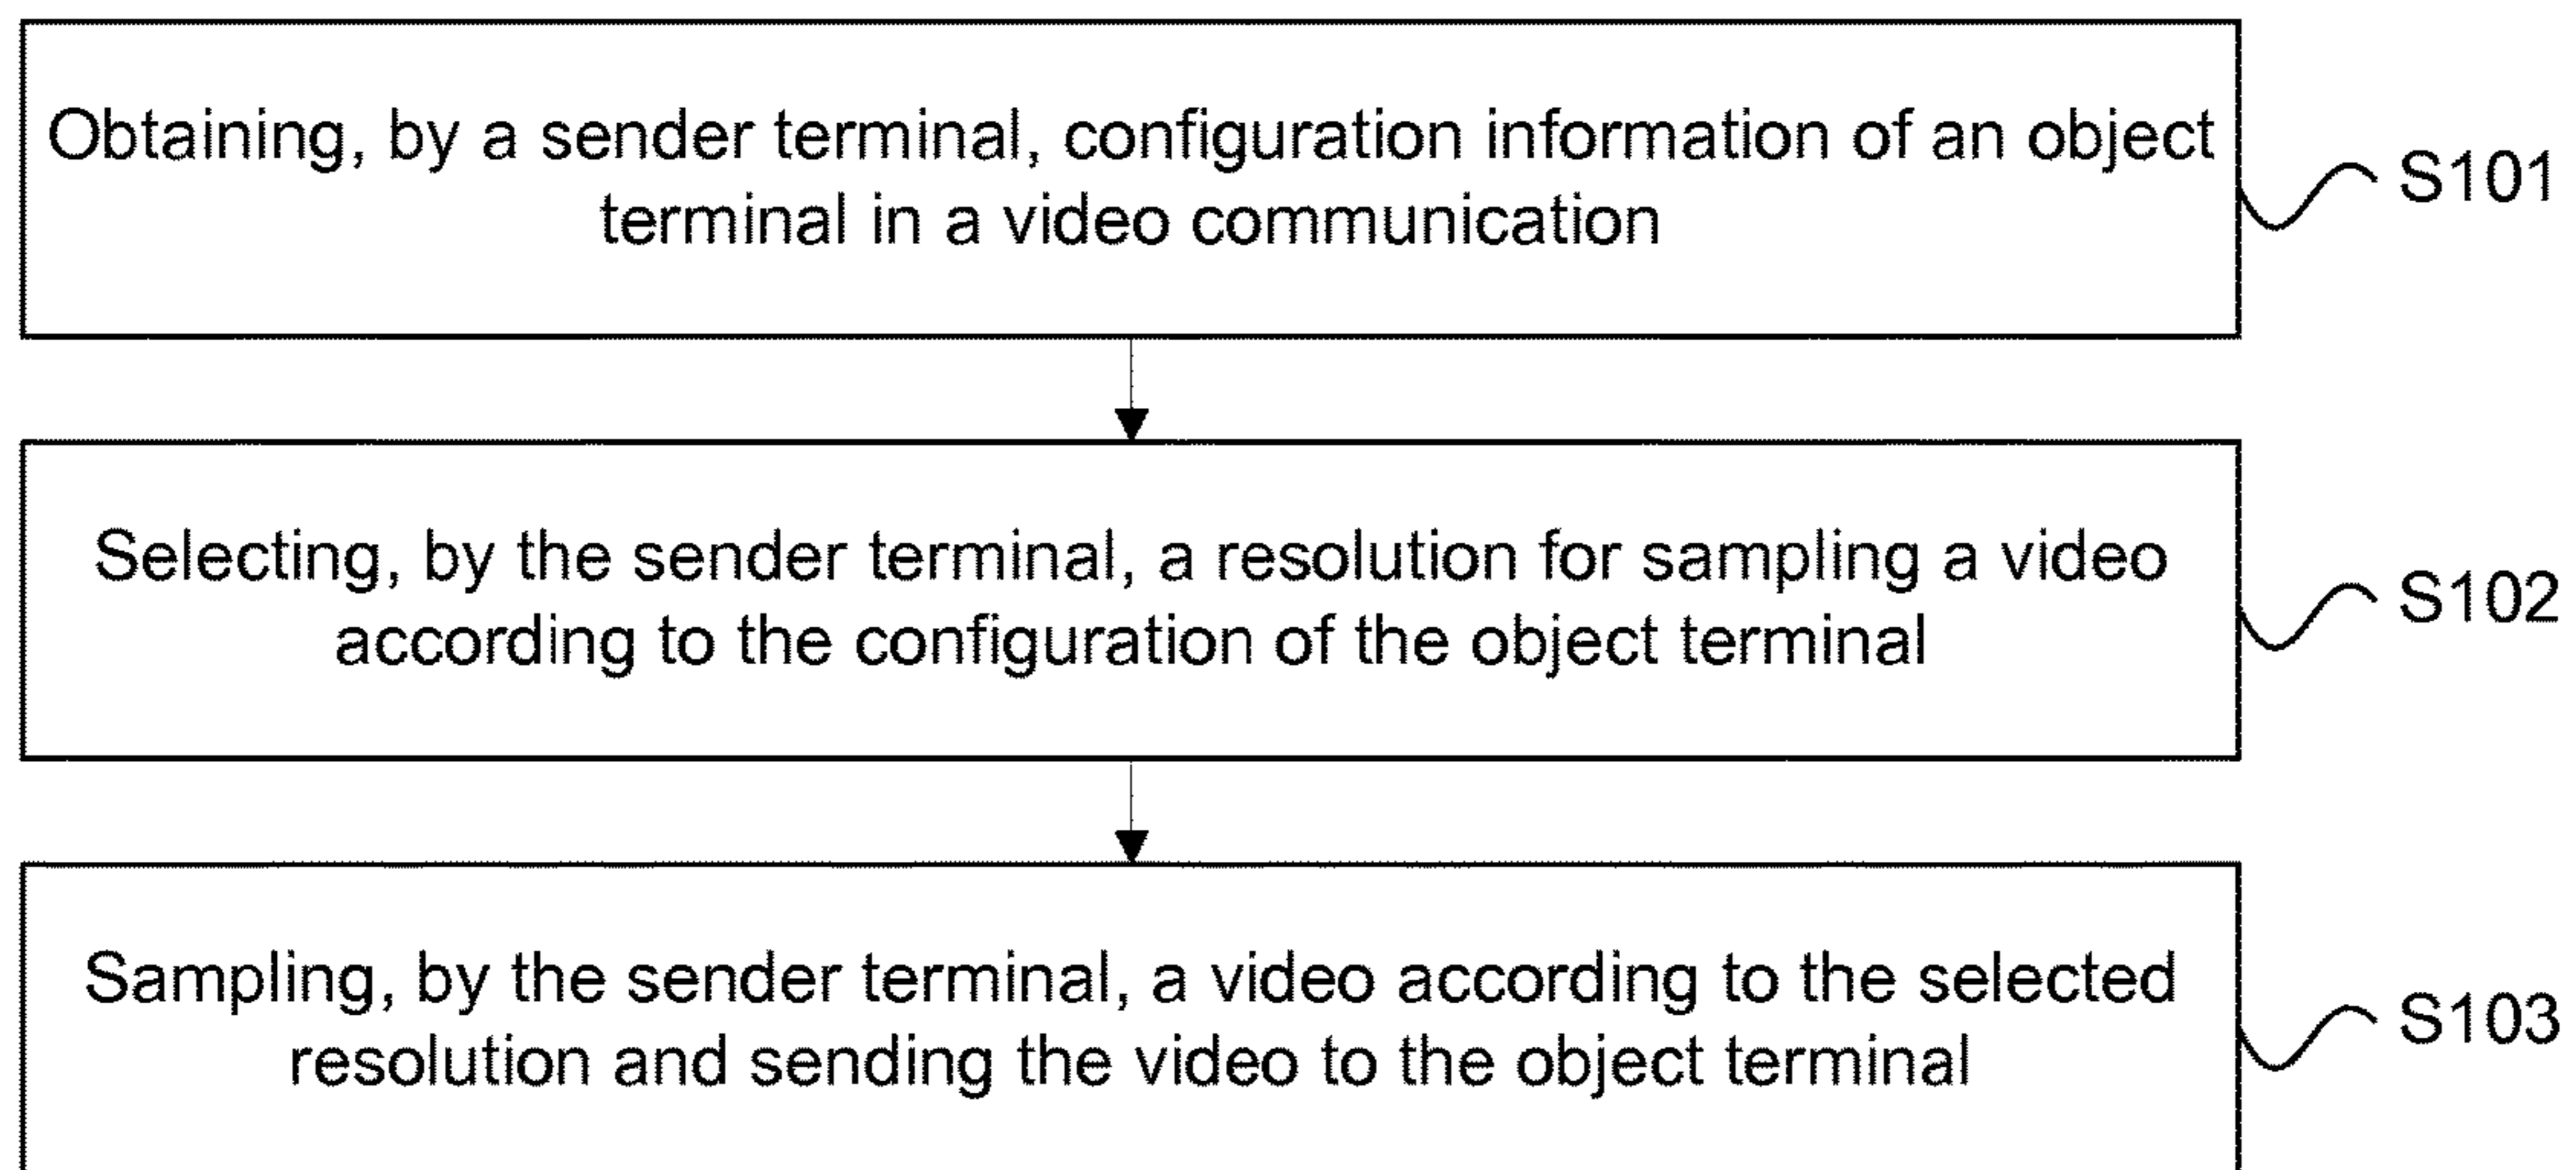 Obtaining, by a sender terminal, configuration information of an object
terminal in a video communication
S101
Selecting, by the sender terminal, a resolution for sampling a video
according to the configuration of the object terminal
S102
Sampling, by the sender terminal, a video according to the selected
resolution and sending the video to the object terminal
S103